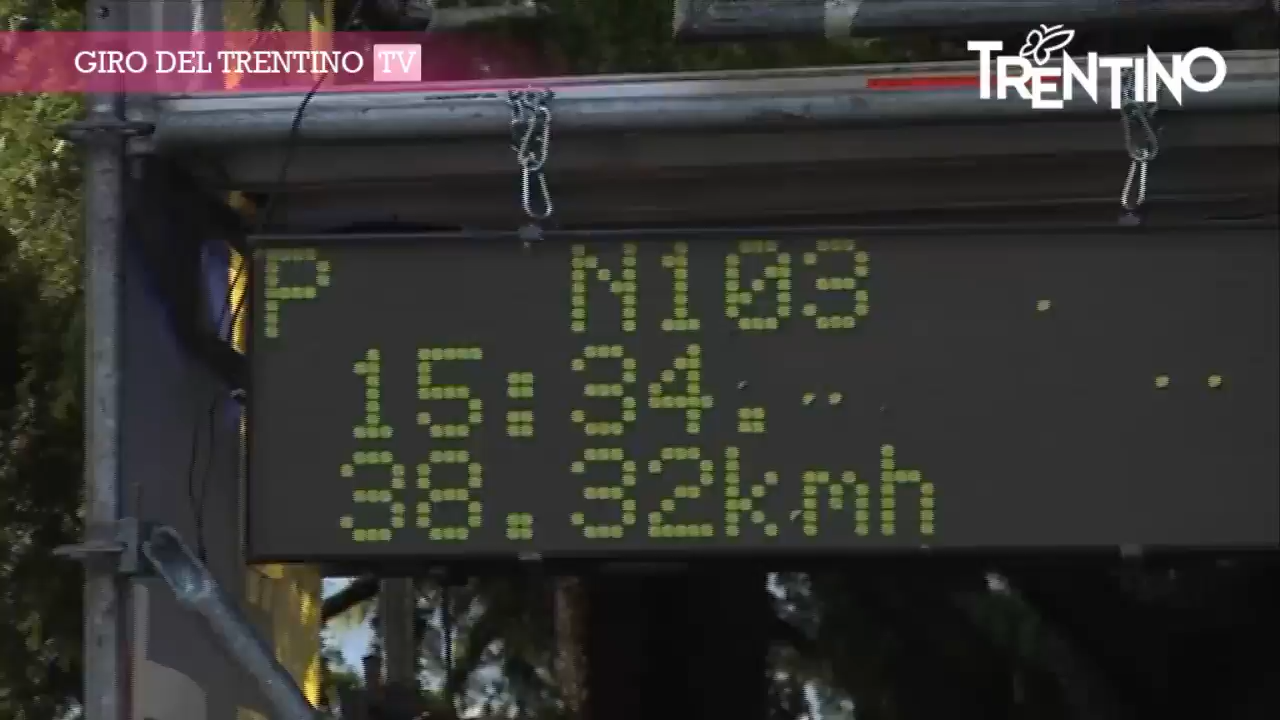 GIRO DEL TRENTINO TV
TRENTINO
P N103
15:34.
38.32kmh